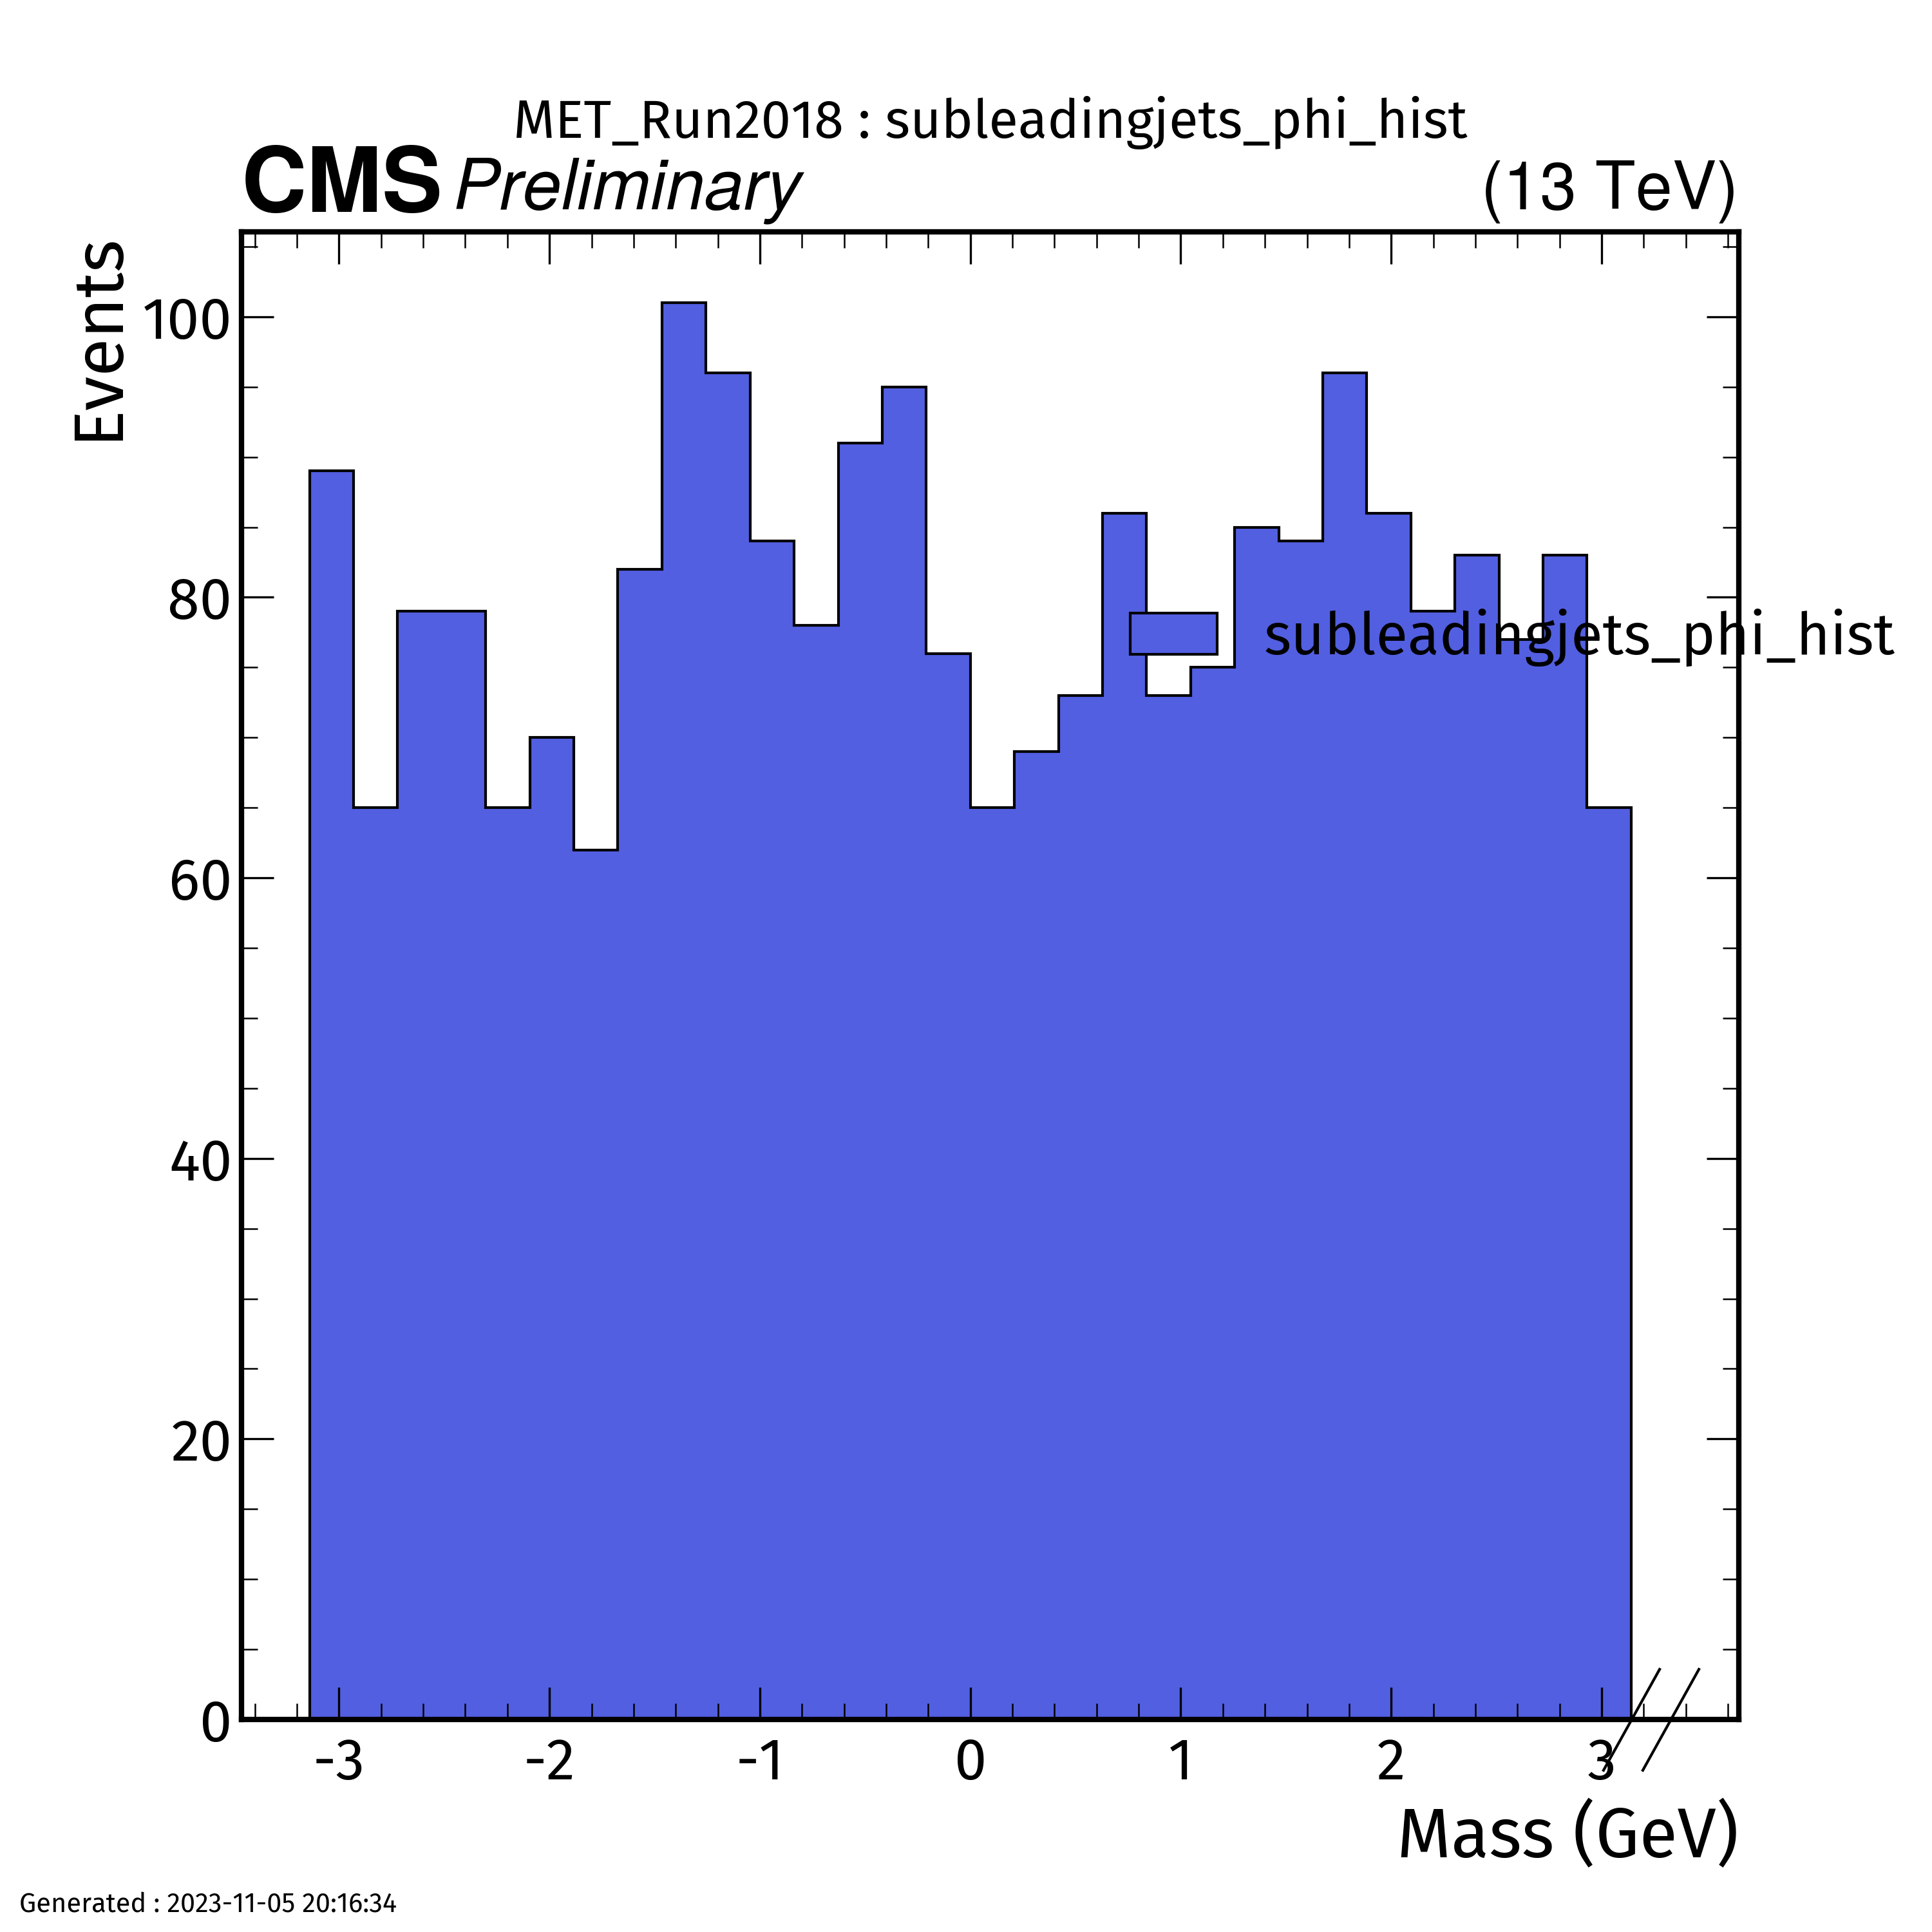 MET_Run2018 : subleadingjets_phi_hist
CMS Preliminary (13 TeV)
Events
100
80
60
40
20
0
subleadingjets_phi_hist
-3 -2 -1 0 1 2 3
Mass (GeV)
Generated : 2023-11-05 20:16:34